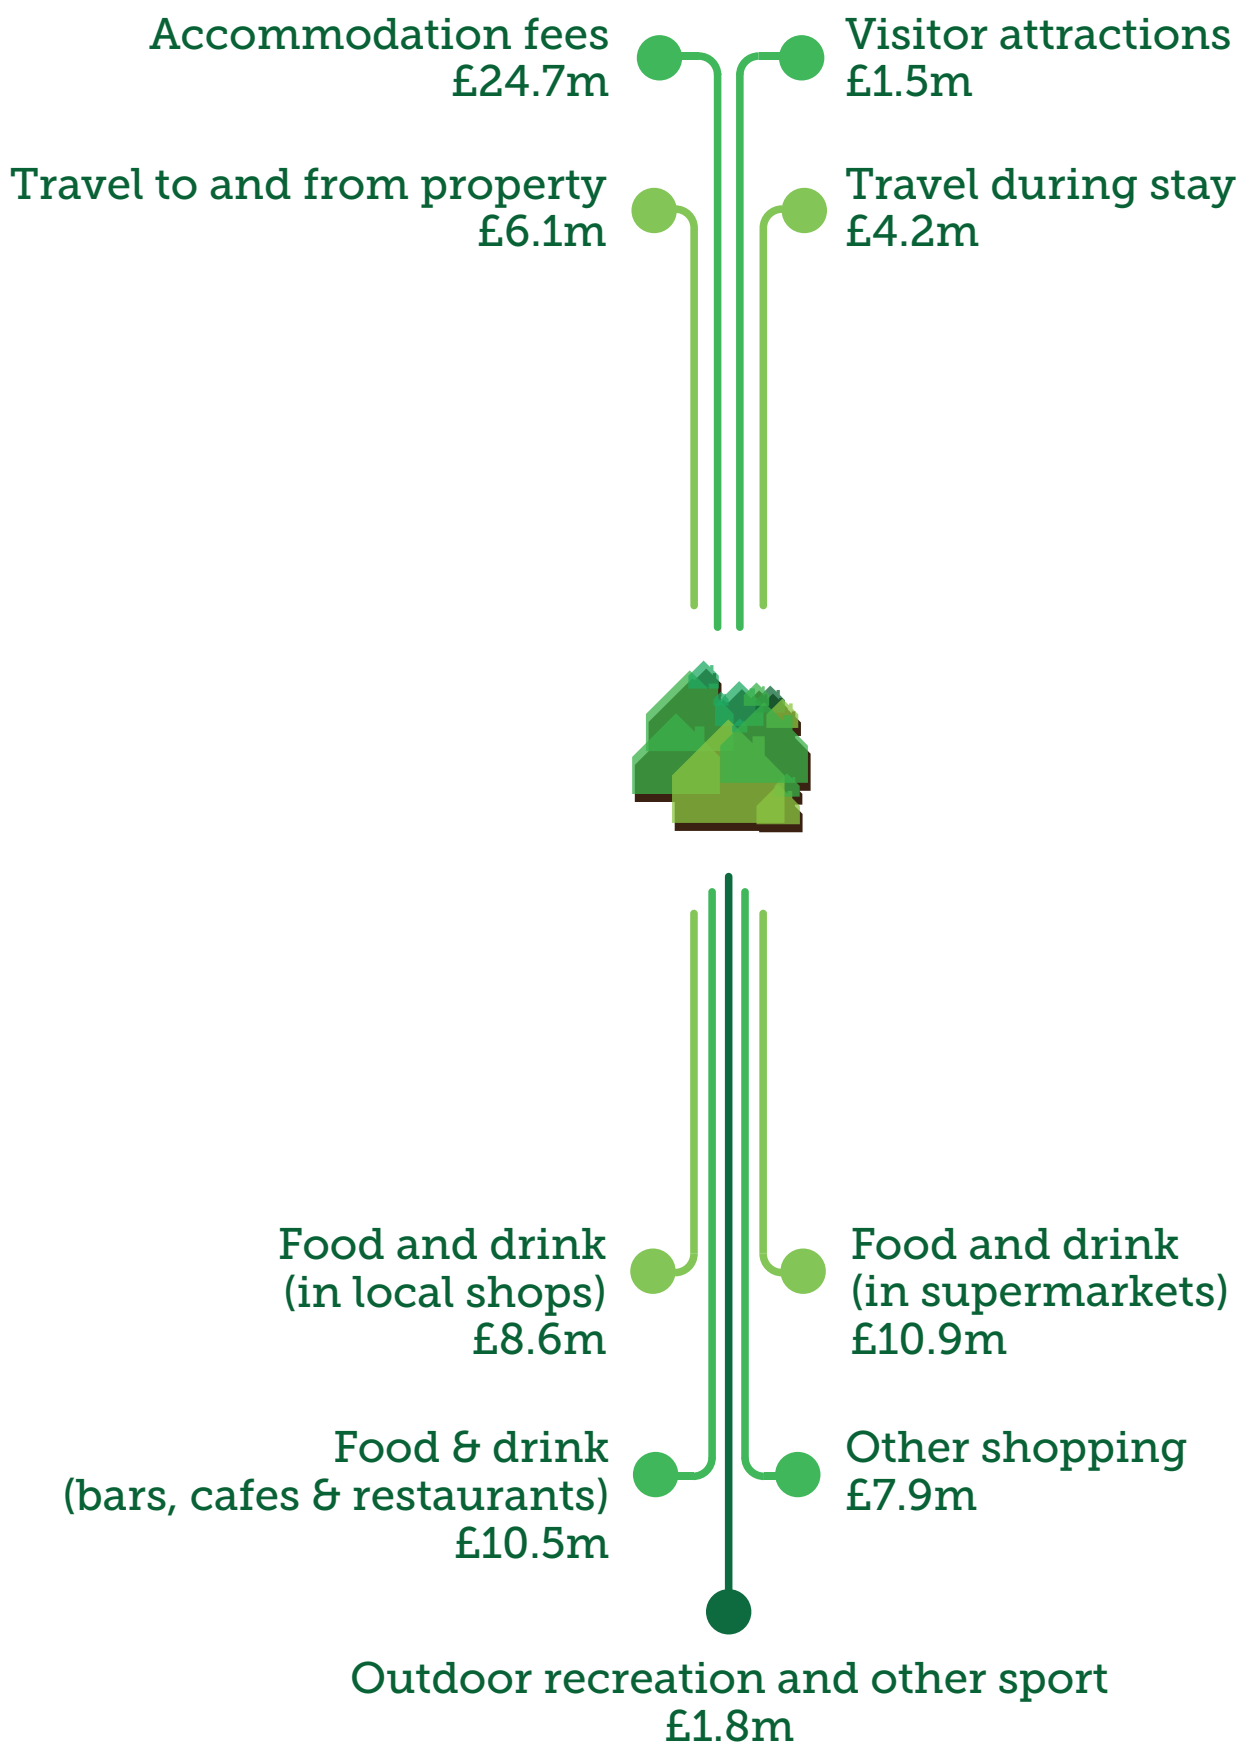 Accommodation fees
£24.7m
Visitor attractions
£1.5m
Travel to and from property
£6.1m
Travel during stay
£4.2m
Food and drink
(in local shops)
£8.6m
Food and drink
(in supermarkets)
£10.9m
Food & drink
(bars, cafes & restaurants)
£10.5m
Other shopping
£7.9m
Outdoor recreation and other sport
£1.8m